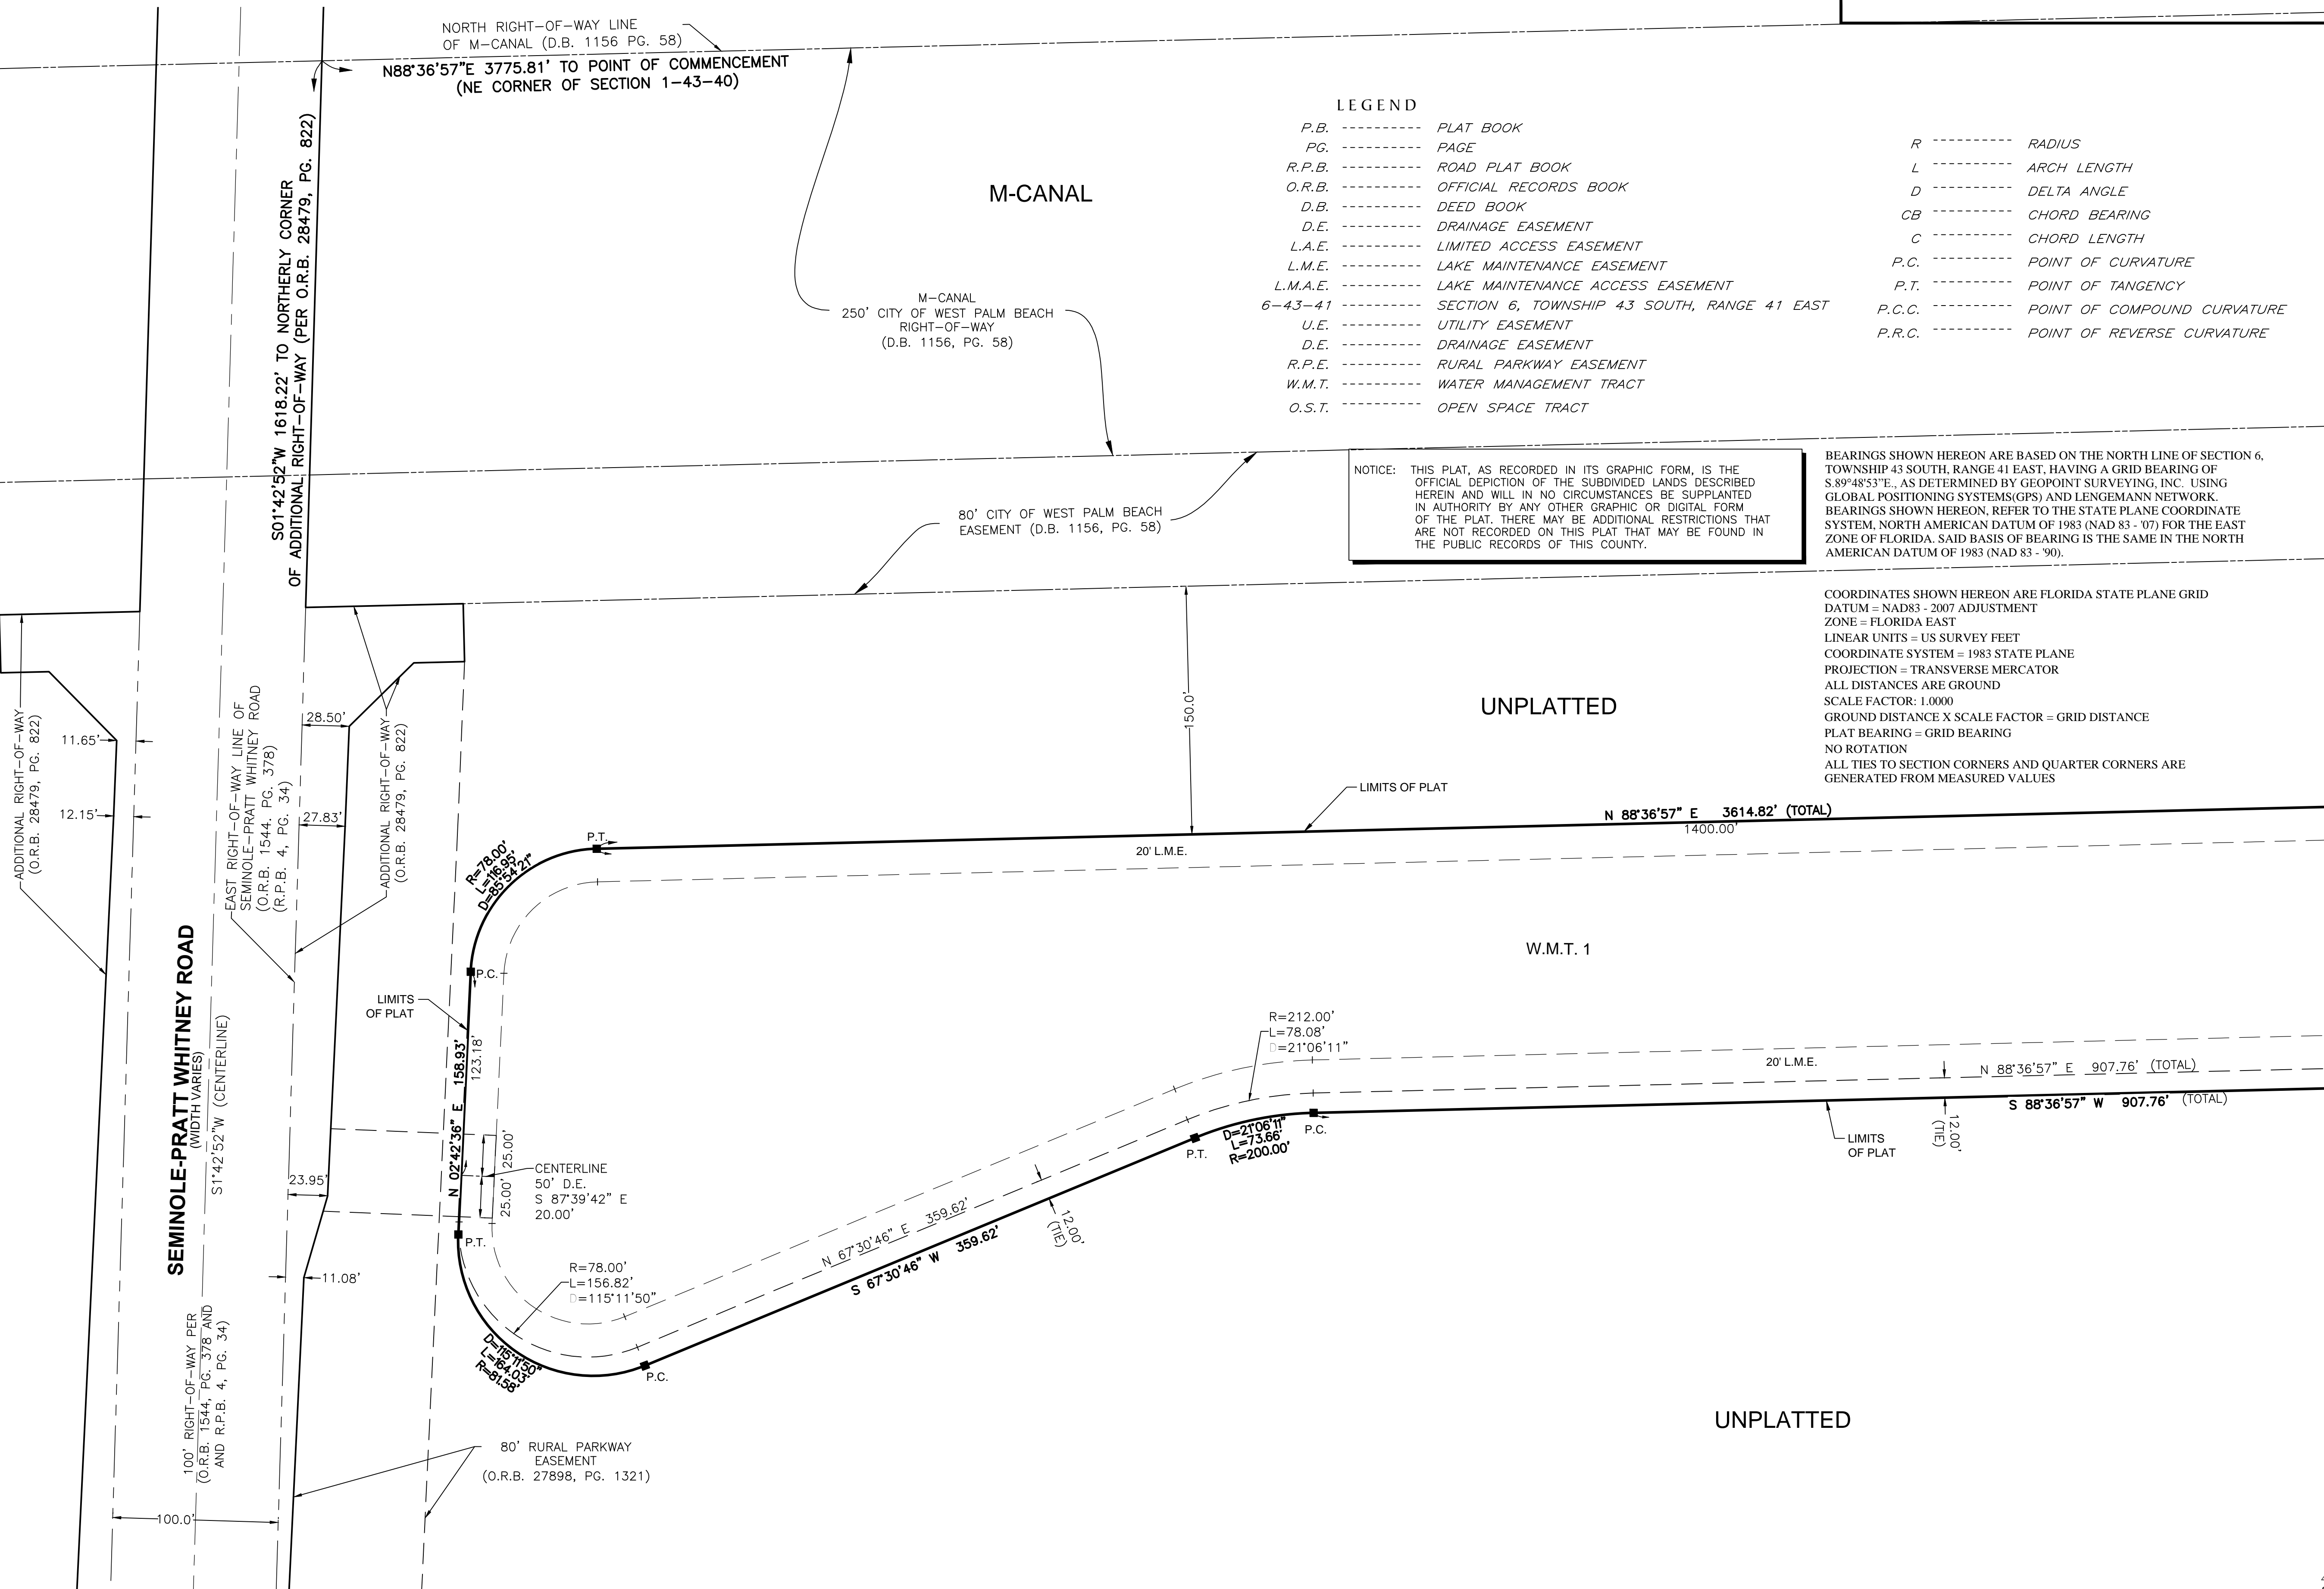 NORTH RIGHT-OF-WAY LINE
OF M-CANAL (D.B. 1156 PG. 58)
N88°36'57"E 3775.81' TO POINT OF COMMENCEMENT
(NE CORNER OF SECTION 1-43-40)
S01°42'52"W 1618.22' TO NORTHERLY CORNER
OF ADDITIONAL RIGHT-OF-WAY (PER O.R.B. 28479, PG. 822)
M-CANAL
M-CANAL
250' CITY OF WEST PALM BEACH
RIGHT-OF-WAY
(D.B. 1156, PG. 58)
80' CITY OF WEST PALM BEACH
EASEMENT (D.B. 1156, PG. 58)
LEGEND
P.B. ---------- PLAT BOOK
PG. ---------- PAGE
R.P.B. ---------- ROAD PLAT BOOK
O.R.B. ---------- OFFICIAL RECORDS BOOK
D.B. ---------- DEED BOOK
D.E. ---------- DRAINAGE EASEMENT
L.A.E. ---------- LIMITED ACCESS EASEMENT
L.M.E. ---------- LAKE MAINTENANCE EASEMENT
L.M.A.E. ---------- LAKE MAINTENANCE ACCESS EASEMENT
6-43-41 ---------- SECTION 6, TOWNSHIP 43 SOUTH, RANGE 41 EAST
U.E. ---------- UTILITY EASEMENT
D.E. ---------- DRAINAGE EASEMENT
R.P.E. ---------- RURAL PARKWAY EASEMENT
W.M.T. ---------- WATER MANAGEMENT TRACT
O.S.T. ---------- OPEN SPACE TRACT
R ---------- RADIUS
L ---------- ARCH LENGTH
D ---------- DELTA ANGLE
CB ---------- CHORD BEARING
C ---------- CHORD LENGTH
P.C. ---------- POINT OF CURVATURE
P.T. ---------- POINT OF TANGENCY
P.C.C. ---------- POINT OF COMPOUND CURVATURE
P.R.C. ---------- POINT OF REVERSE CURVATURE
NOTICE: THIS PLAT, AS RECORDED IN ITS GRAPHIC FORM, IS THE
OFFICIAL DEPICTION OF THE SUBDIVIDED LANDS DESCRIBED
HEREIN AND WILL IN NO CIRCUMSTANCES BE SUPPLANTED
IN AUTHORITY BY ANY OTHER GRAPHIC OR DIGITAL FORM
OF THE PLAT. THERE MAY BE ADDITIONAL RESTRICTIONS THAT
ARE NOT RECORDED ON THIS PLAT THAT MAY BE FOUND IN
THE PUBLIC RECORDS OF THIS COUNTY.
BEARINGS SHOWN HEREON ARE BASED ON THE NORTH LINE OF SECTION 6,
TOWNSHIP 43 SOUTH, RANGE 41 EAST, HAVING A GRID BEARING OF
S.89°48'53"E., AS DETERMINED BY GEOPOINT SURVEYING, INC. USING
GLOBAL POSITIONING SYSTEMS(GPS) AND LENGEMANN NETWORK.
BEARINGS SHOWN HEREON, REFER TO THE STATE PLANE COORDINATE
SYSTEM, NORTH AMERICAN DATUM OF 1983 (NAD 83 - '07) FOR THE EAST
ZONE OF FLORIDA. SAID BASIS OF BEARING IS THE SAME IN THE NORTH
AMERICAN DATUM OF 1983 (NAD 83 - '90).
COORDINATES SHOWN HEREON ARE FLORIDA STATE PLANE GRID
DATUM = NAD83 - 2007 ADJUSTMENT
ZONE = FLORIDA EAST
LINEAR UNITS = US SURVEY FEET
COORDINATE SYSTEM = 1983 STATE PLANE
PROJECTION = TRANSVERSE MERCATOR
ALL DISTANCES ARE GROUND
SCALE FACTOR: 1.0000
GROUND DISTANCE X SCALE FACTOR = GRID DISTANCE
PLAT BEARING = GRID BEARING
NO ROTATION
ALL TIES TO SECTION CORNERS AND QUARTER CORNERS ARE
GENERATED FROM MEASURED VALUES
ADDITIONAL RIGHT-OF-WAY
(O.R.B. 28479, PG. 822)
11.65'
12.15'
EAST RIGHT-OF-WAY LINE OF
SEMINOLE-PRATT WHITNEY ROAD
(O.R.B. 1544. PG. 378)
(R.P.B. 4, PG. 34)
28.50'
27.83'
ADDITIONAL RIGHT-OF-WAY
(O.R.B. 28479, PG. 822)
150.0'
UNPLATTED
LIMITS OF PLAT
N 88°36'57" E 3614.82' (TOTAL)
1400.00'
20' L.M.E.
P.T.
R=78.00'
L=116.95'
D=85°54'21"
P.C.
LIMITS
OF PLAT
N 02°42'36" E 158.93'
123.18'
25.00'
25.00'
CENTERLINE
50' D.E.
S 87°39'42" E
20.00'
SEMINOLE-PRATT WHITNEY ROAD
(WIDTH VARIES)
S1°42'52"W (CENTERLINE)
23.95'
11.08'
P.T.
R=78.00'
L=156.82'
D=115°11'50"
D=115°11'50"
L=164.03'
R=81.58'
P.C.
W.M.T. 1
R=212.00'
L=78.08'
D=21°06'11"
D=21°06'11"
L=73.66'
R=200.00'
P.T.
P.C.
N 67°30'46" E 359.62'
S 67°30'46" W 359.62'
12.00'
(TIE)
20' L.M.E.
N 88°36'57" E 907.76' (TOTAL)
S 88°36'57" W 907.76' (TOTAL)
LIMITS
OF PLAT
12.00'
(TIE)
100' RIGHT-OF-WAY PER
(O.R.B. 1544, PG. 378 AND
AND R.P.B. 4, PG. 34)
100.0'
80' RURAL PARKWAY
EASEMENT
(O.R.B. 27898, PG. 1321)
UNPLATTED